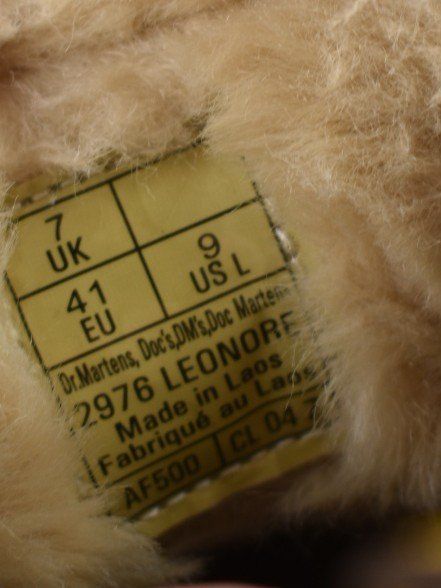 7
UK
41
EU
9
US L
Dr.Martens, Doc's,DM's,Doc Martens
2976 LEONORE
Made in Laos
Fabriqué au Laos
AF500
CL 04